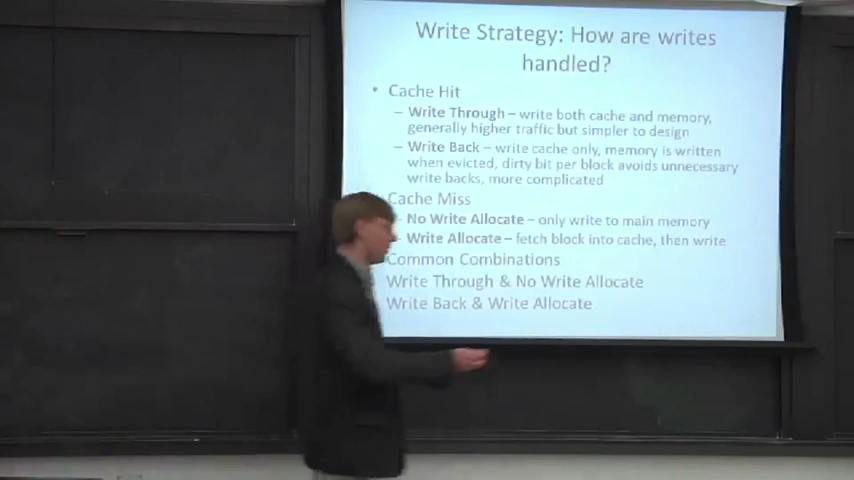 Write Strategy: How are writes
handled?
• Cache Hit
– Write Through – write both cache and memory,
generally higher traffic but simpler to design
– Write Back – write cache only, memory is written
when evicted, dirty bit per block avoids unnecessary
write backs, more complicated
Cache Miss
– No Write Allocate – only write to main memory
– Write Allocate – fetch block into cache, then write
Common Combinations
Write Through & No Write Allocate
Write Back & Write Allocate